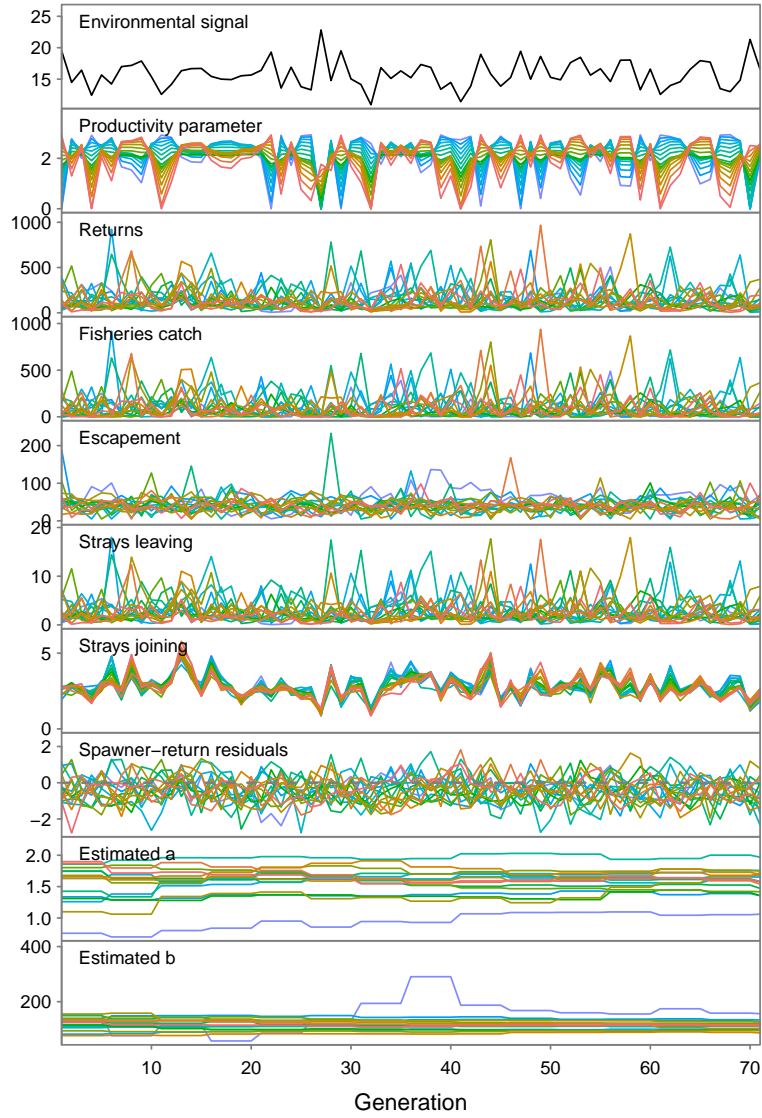 Environmental signal
25
20
15
Productivity parameter
2
0
Returns
1000
500
0
Fisheries catch
1000
500
0
Escapement
200
100
0
Strays leaving
20
10
0
Strays joining
5
0
Spawner−return residuals
2
0
−2
Estimated a
2.0
1.5
1.0
Estimated b
400
200
10 20 30 40 50 60 70
Generation